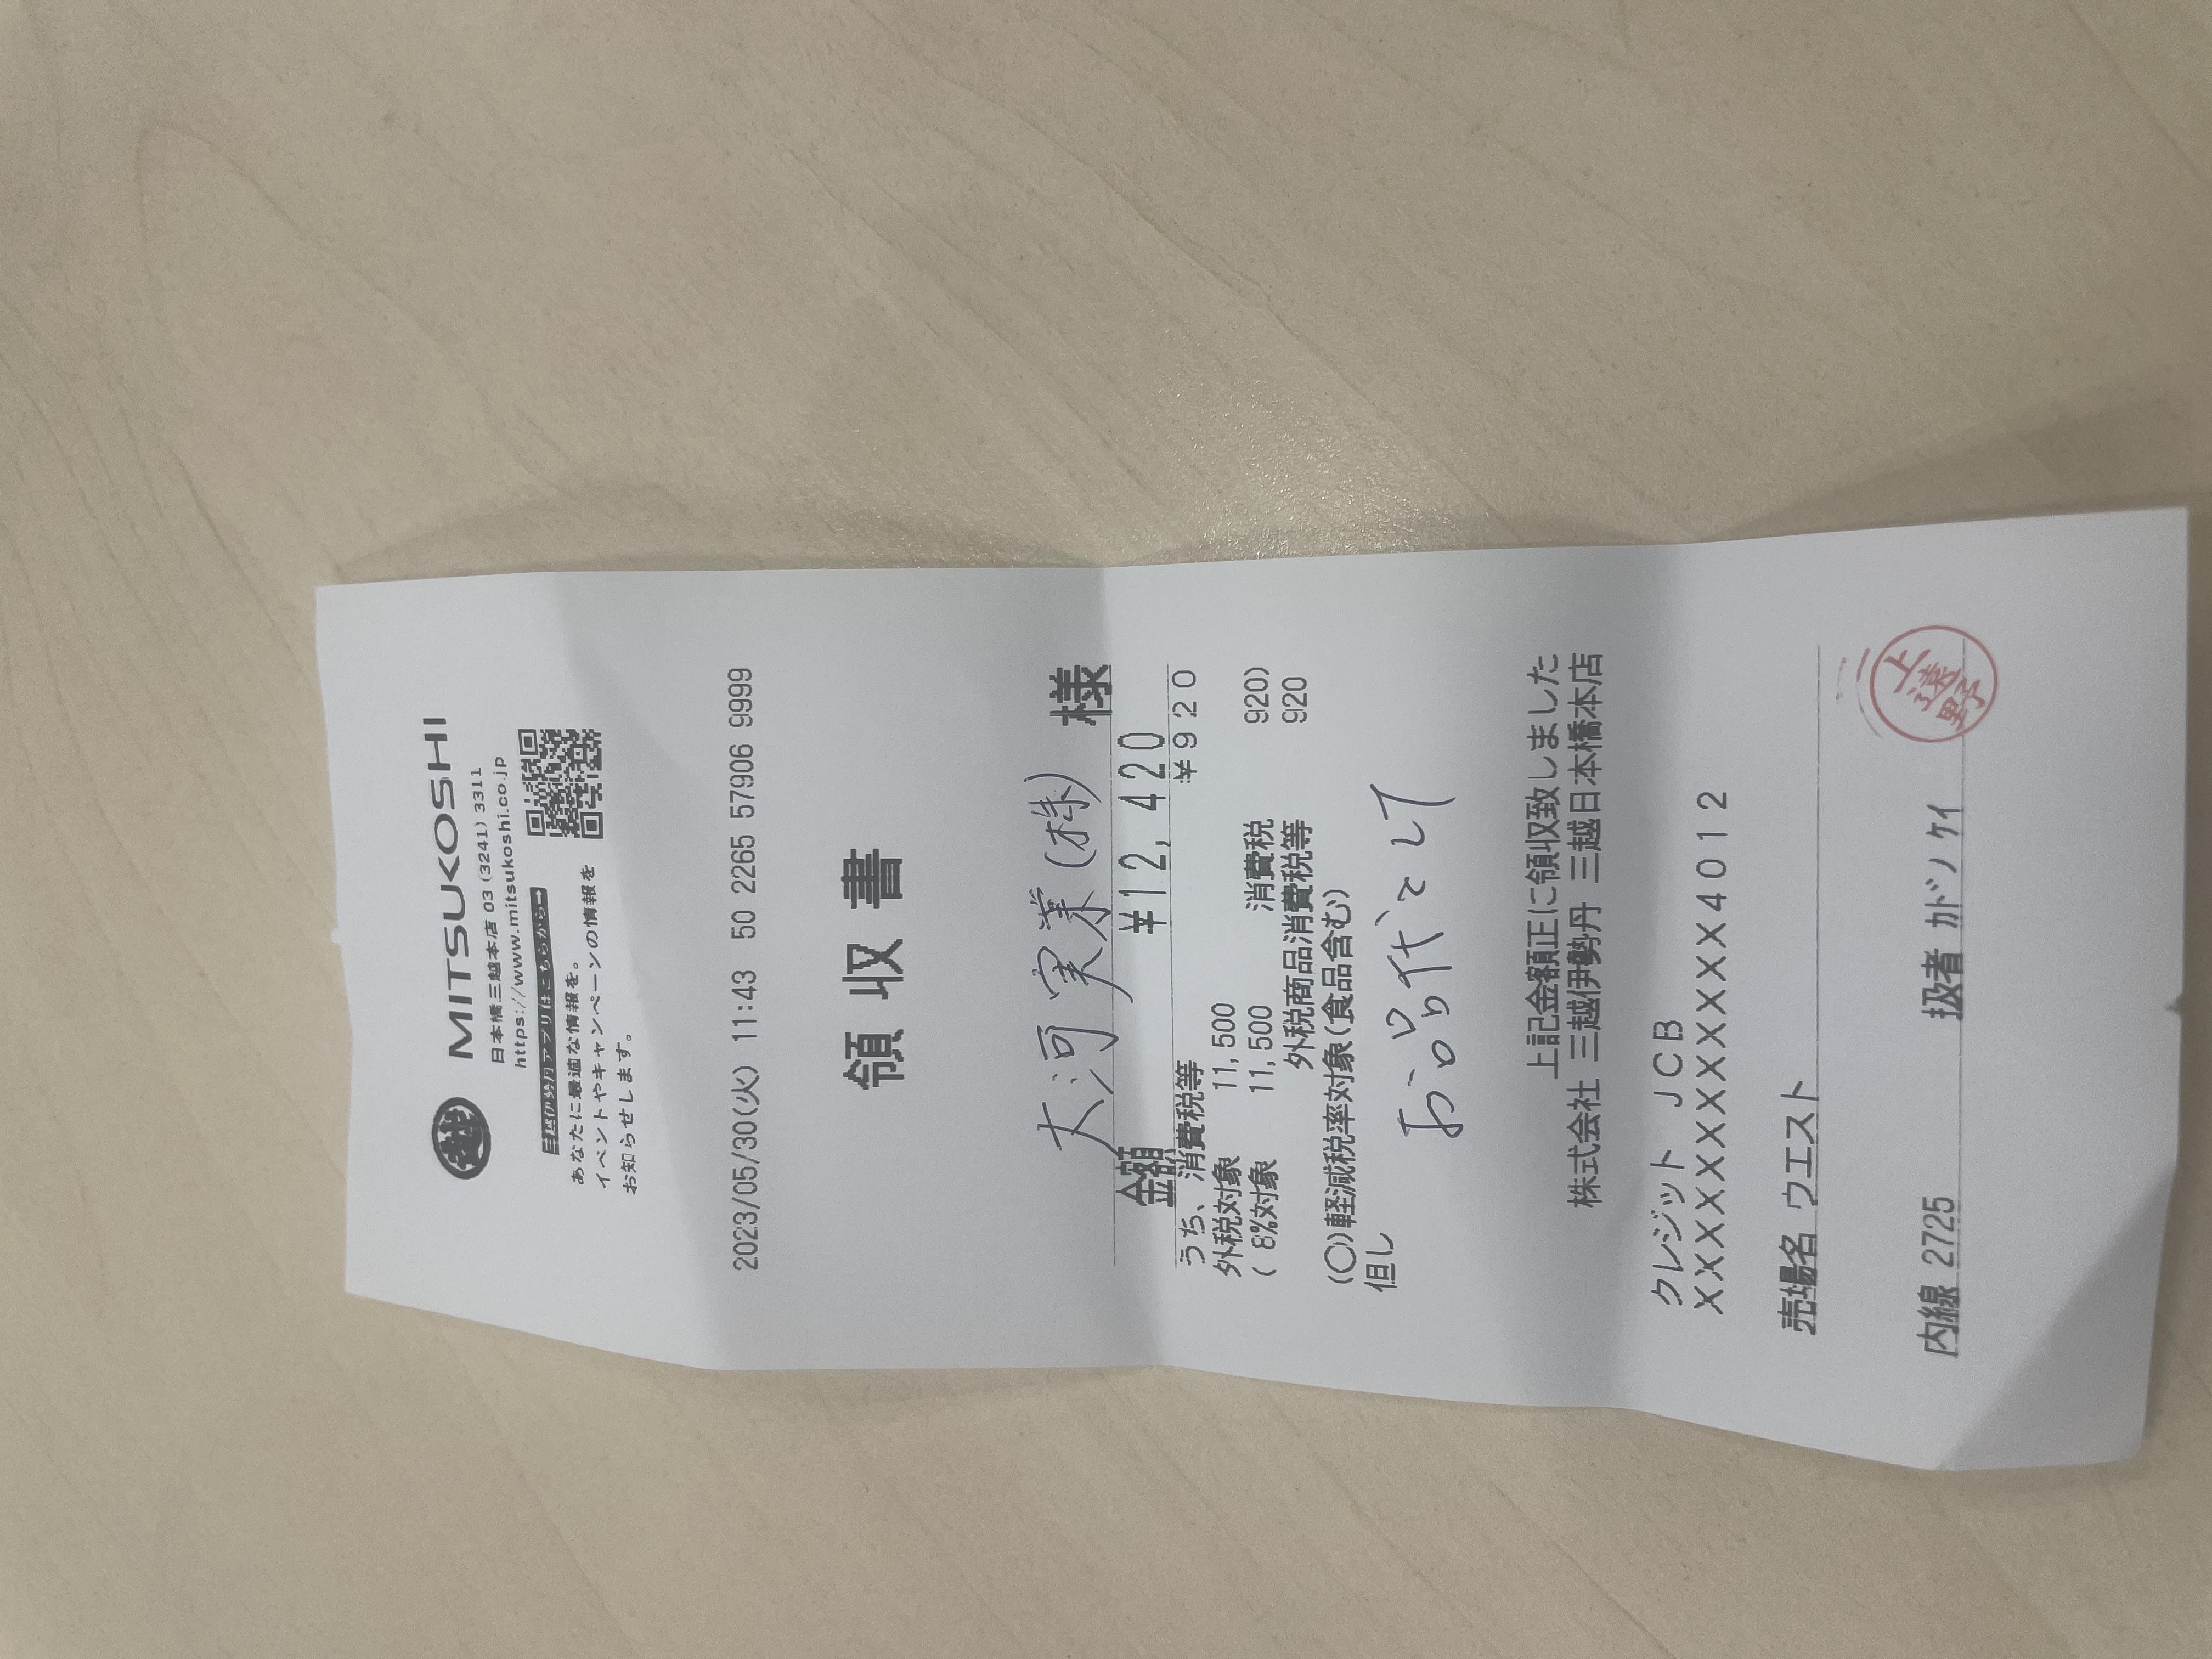 越 MITSUKOSHI
日本橋三越本店 03(3241)3311
https://www.mitsukoshi.co.jp
三越伊勢丹アプリはこちらから→
あなたに最適な情報を。
イベントやキャンペーンの情報を
お知らせします。
2023/05/30(火) 11:43 50 2265 57906 9999
領収書
大河実業(株) 様
金額 ¥12,420
うち、消費税等 ¥920
外税対象 11,500
( 8%対象 11,500 消費税 920)
外税商品消費税等 920
(〇)軽減税率対象(食品含む)
但し
お品代として
上記金額正に領収致しました
株式会社 三越伊勢丹 三越日本橋本店
クレジット JCB
XXXXXXXXXXXXXXX4012
売場名 ウエスト
内線 2725 扱者 カドノ ケイ
上遠野